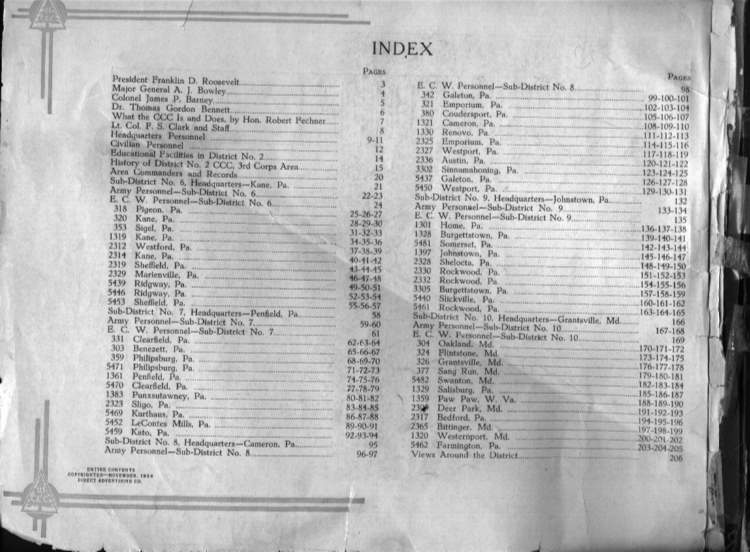 INDEX
PAGES
President Franklin D. Roosevelt 3
Major General A. J. Bowley 4
Colonel James P. Barney 5
Dr. Thomas Gordon Bennett 6
What the CCC Is and Does, by Hon. Robert Fechner 7
Lt. Col. F. S. Clark and Staff 8
Headquarters Personnel 9-11
Civilian Personnel 12
Educational Facilities in District No. 2 14
History of District No. 2 CCC, 3rd Corps Area 15
Area Commanders and Records 20
Sub-District No. 6, Headquarters—Kane, Pa. 21
Army Personnel—Sub-District No. 6 22-23
E. C. W. Personnel—Sub-District No. 6 24
318 Pigeon, Pa. 25-26-27
320 Kane, Pa. 28-29-30
353 Sigel, Pa. 31-32-33
1319 Kane, Pa. 34-35-36
2312 Westford, Pa. 37-38-39
2314 Kane, Pa. 40-41-42
2319 Sheffield, Pa. 43-44-45
2329 Marienville, Pa. 46-47-48
5439 Ridgway, Pa. 49-50-51
5446 Ridgway, Pa. 52-53-54
5453 Sheffield, Pa. 55-56-57
Sub-District No. 7, Headquarters—Penfield, Pa. 58
Army Personnel—Sub-District No. 7 59-60
E. C. W. Personnel—Sub-District No. 7 61
331 Clearfield, Pa. 62-63-64
303 Benezett, Pa. 65-66-67
359 Philipsburg, Pa. 68-69-70
5471 Philipsburg, Pa. 71-72-73
1361 Penfield, Pa. 74-75-76
5470 Clearfield, Pa. 77-78-79
1383 Punxsutawney, Pa. 80-81-82
2323 Sligo, Pa. 83-84-85
5469 Karthaus, Pa. 86-87-88
5452 LeContes Mills, Pa. 89-90-91
5459 Kato, Pa. 92-93-94
Sub-District No. 8, Headquarters—Cameron, Pa. 95
Army Personnel—Sub-District No. 8 96-97
ENTIRE CONTENTS
COPYRIGHTED—NOVEMBER, 1934
DIRECT ADVERTISING CO.
PAGES
E. C. W. Personnel—Sub-District No. 8 98
342 Galeton, Pa. 99-100-101
321 Emporium, Pa. 102-103-104
380 Coudersport, Pa. 105-106-107
1321 Cameron, Pa. 108-109-110
1330 Renovo, Pa. 111-112-113
2325 Emporium, Pa. 114-115-116
2327 Westport, Pa. 117-118-119
2336 Austin, Pa. 120-121-122
3302 Sinnamahoning, Pa. 123-124-125
5437 Galeton, Pa. 126-127-128
5450 Westport, Pa. 129-130-131
Sub-District No. 9, Headquarters—Johnstown, Pa. 132
Army Personnel—Sub-District No. 9 133-134
E. C. W. Personnel—Sub-District No. 9 135
1301 Home, Pa. 136-137-138
1328 Burgettstown, Pa. 139-140-141
5481 Somerset, Pa. 142-143-144
1397 Johnstown, Pa. 145-146-147
2328 Shelocta, Pa. 148-149-150
2330 Rockwood, Pa. 151-152-153
2332 Rockwood, Pa. 154-155-156
3305 Burgettstown, Pa. 157-158-159
5440 Slickville, Pa. 160-161-162
5461 Rockwood, Pa. 163-164-165
Sub-District No. 10, Headquarters—Grantsville, Md. 166
Army Personnel—Sub-District No. 10 167-168
E. C. W. Personnel—Sub-District No. 10 169
304 Oakland, Md. 170-171-172
324 Flintstone, Md. 173-174-175
326 Grantsville, Md. 176-177-178
377 Sang Run, Md. 179-180-181
5482 Swanton, Md. 182-183-184
1329 Salisburg, Pa. 185-186-187
1359 Paw Paw, W. Va. 188-189-190
Deer Park, Md. 191-192-193
2317 Bedford, Pa. 194-195-196
2365 Bittinger, Md. 197-198-199
1320 Westernport, Md. 200-201-202
5462 Farmington, Pa. 203-204-205
Views Around the District 206